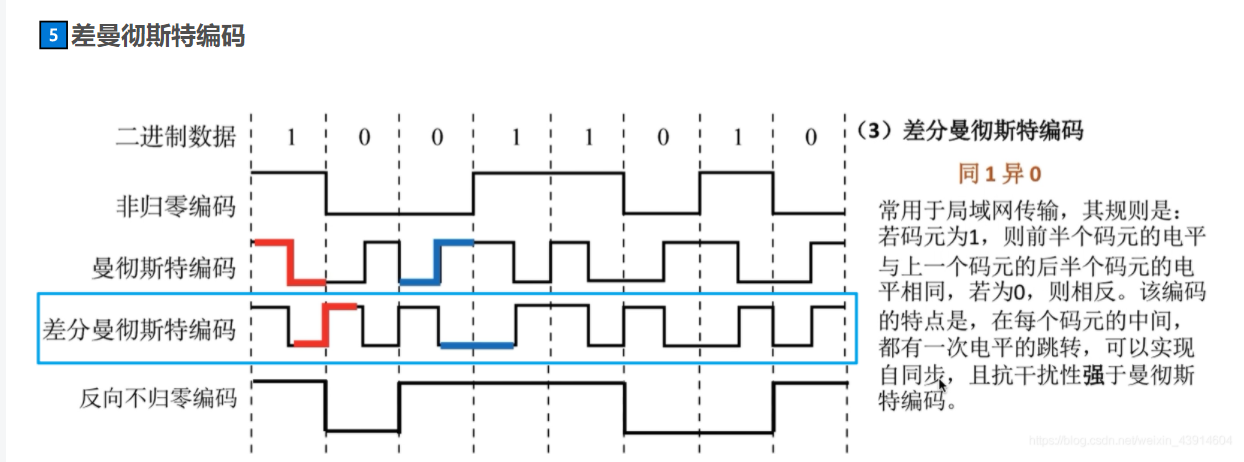 5 差曼彻斯特编码
二进制数据 1 0 0 1 1 0 1 0
非归零编码
曼彻斯特编码
差分曼彻斯特编码
反向不归零编码
（3）差分曼彻斯特编码
同1异0
常用于局域网传输，其规则是：
若码元为1，则前半个码元的电平
与上一个码元的后半个码元的电
平相同，若为0，则相反。该编码
的特点是，在每个码元的中间，
都有一次电平的跳转，可以实现
自同步，且抗干扰性强于曼彻斯
特编码。
https://blog.csdn.net/weixin_43914604